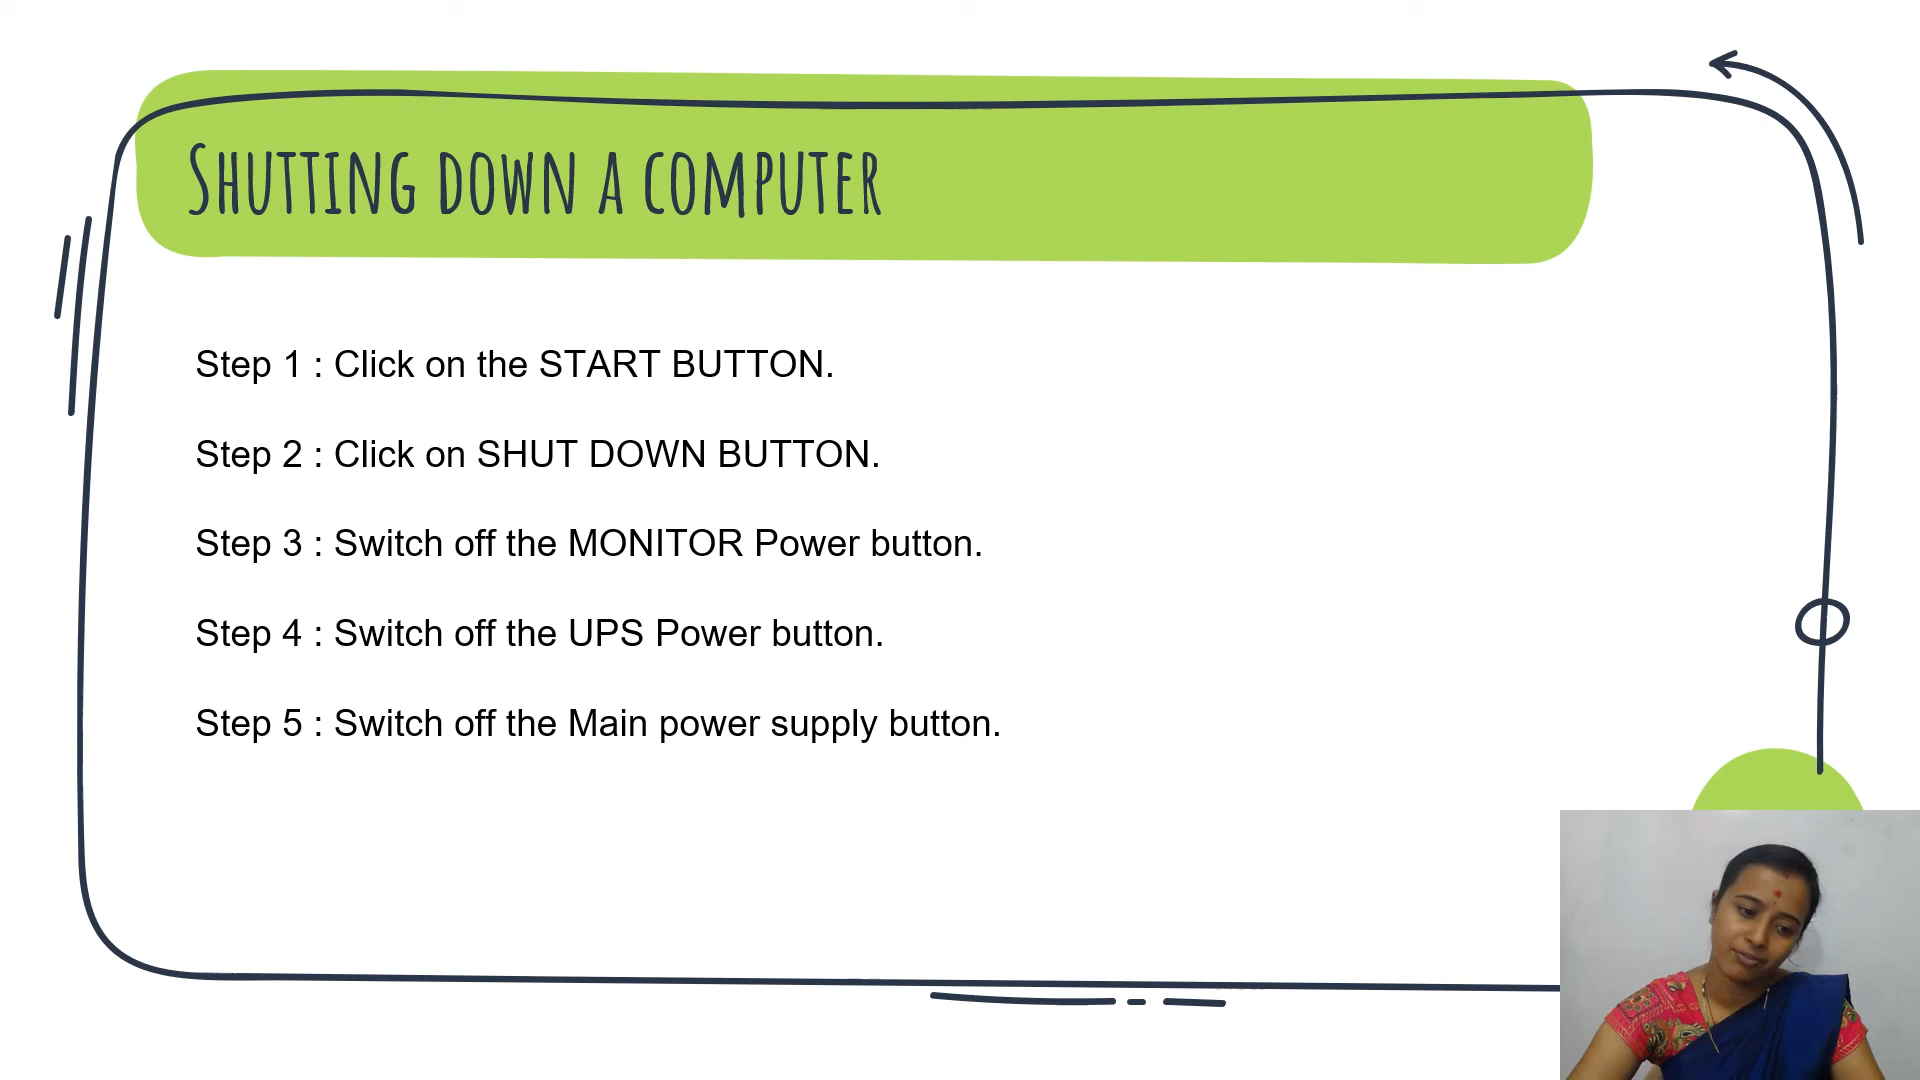 Shutting down a computer
Step 1 : Click on the START BUTTON.
Step 2 : Click on SHUT DOWN BUTTON.
Step 3 : Switch off the MONITOR Power button.
Step 4 : Switch off the UPS Power button.
Step 5 : Switch off the Main power supply button.